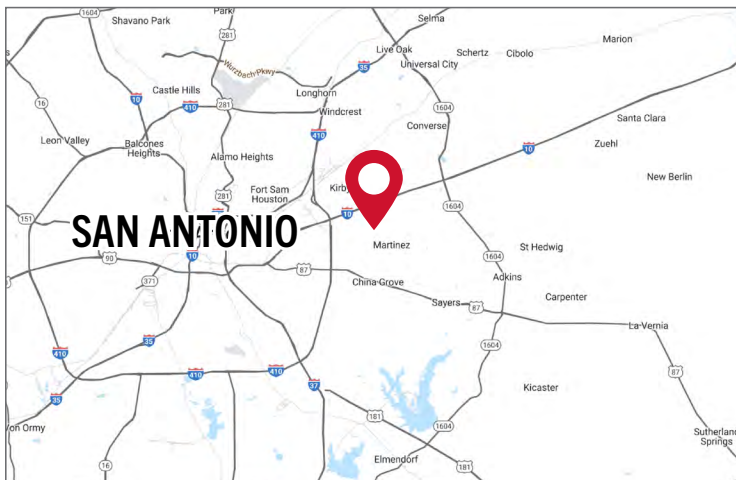 1604
Shavano Park
Park
281
Selma
Live Oak
35
Universal City
Schertz
Cibolo
Marion
Wurzbach Pkwy
16
Castle Hills
10
410
281
Longhorn
Windcrest
1604
Converse
Santa Clara
Zuehl
10
New Berlin
Leon Valley
Balcones
Heights
410
Alamo Heights
281
Fort Sam
Houston
10
1604
151
SAN ANTONIO
90
10
371
87
Martinez
China Grove
St Hedwig
1604
Adkins
Carpenter
Sayers
87
La Vernia
35
410
410
410
37
1604
87
35
Kicaster
181
1604
16
Elmendorf
181
Sutherland
Springs